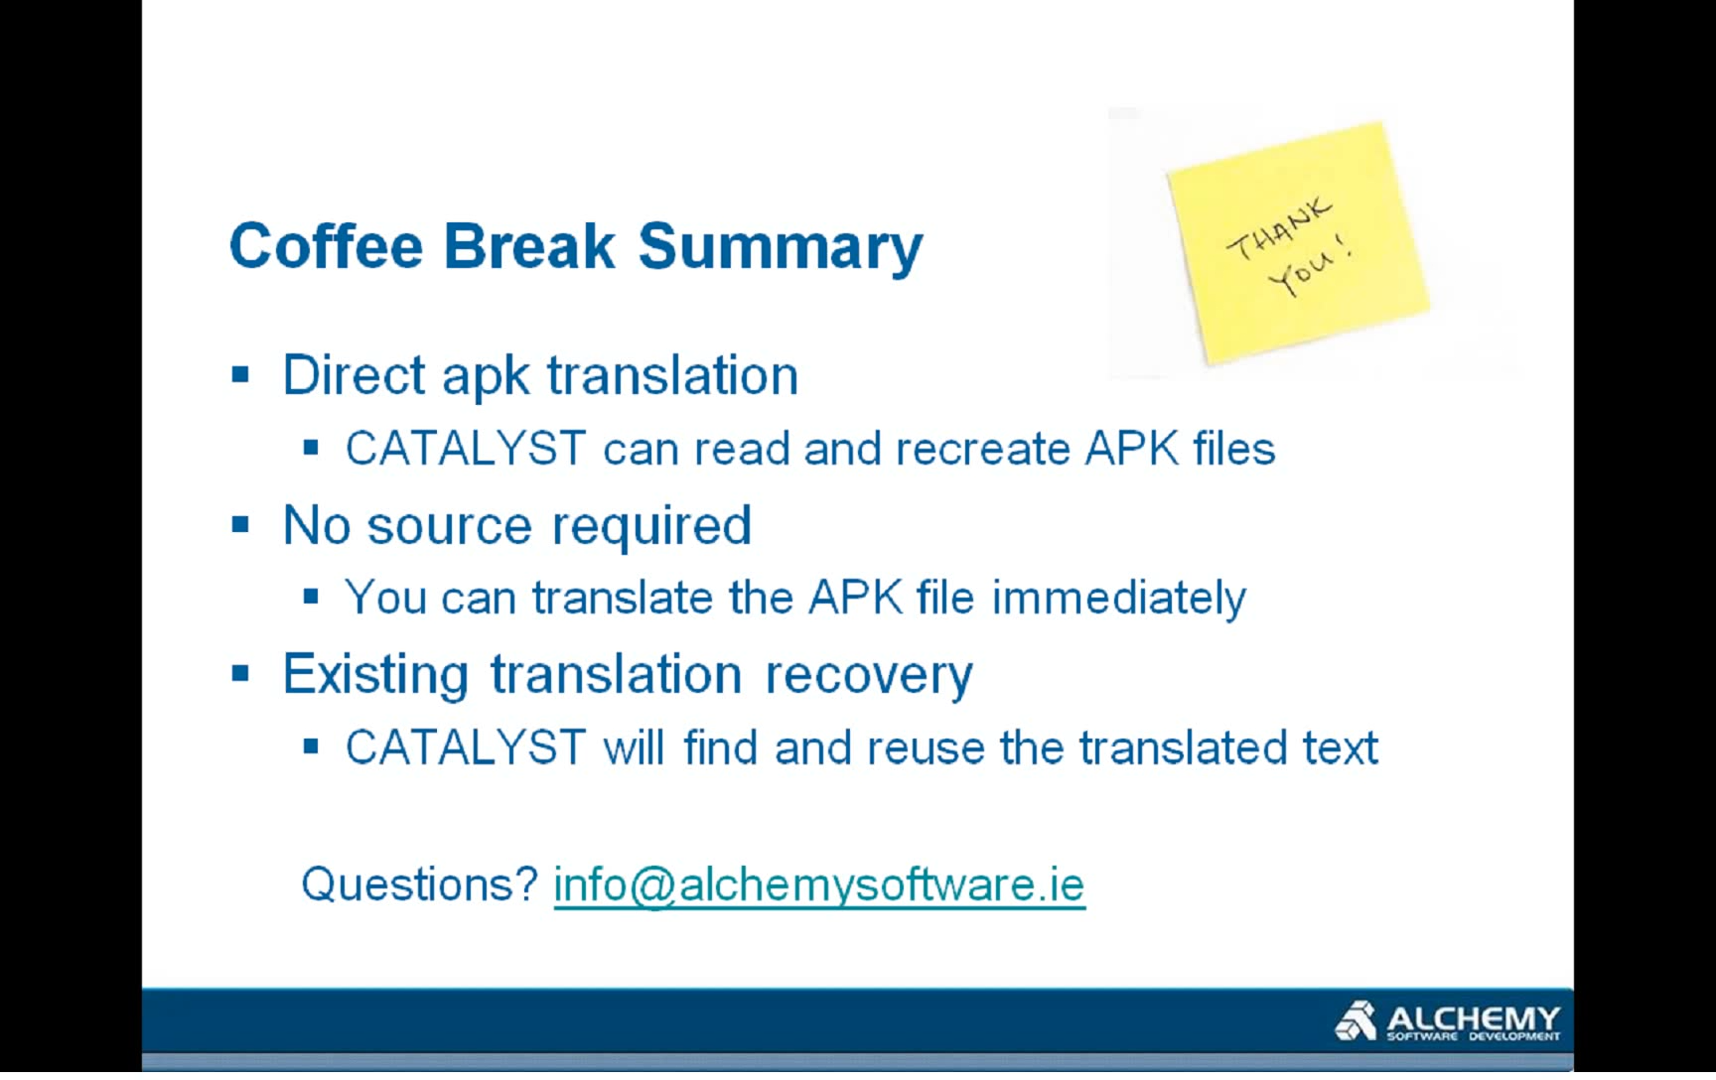 THANK
YOU!
Coffee Break Summary
Direct apk translation
CATALYST can read and recreate APK files
No source required
You can translate the APK file immediately
Existing translation recovery
CATALYST will find and reuse the translated text
Questions? info@alchemysoftware.ie
ALCHEMY
SOFTWARE DEVELOPMENT